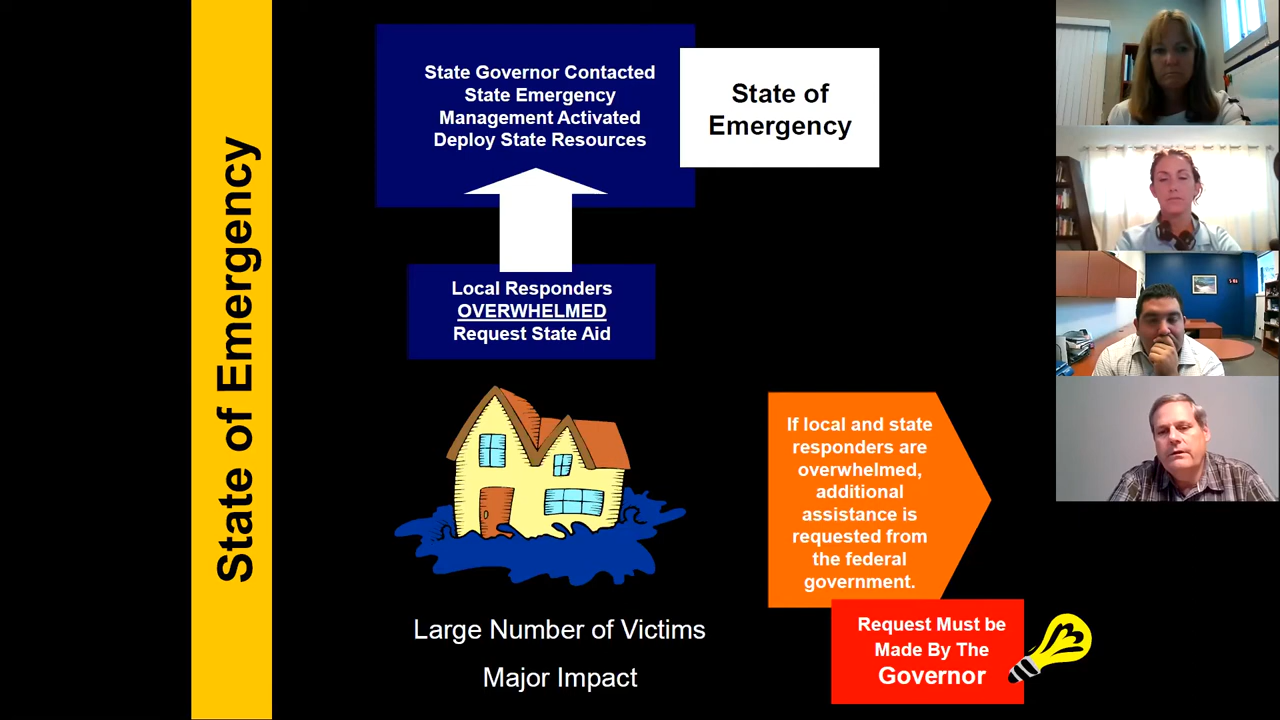 State of Emergency
State Governor Contacted
State Emergency
Management Activated
Deploy State Resources
State of
Emergency
Local Responders
OVERWHELMED
Request State Aid
If local and state
responders are
overwhelmed,
additional
assistance is
requested from
the federal
government.
Request Must be
Made By The
Governor
Large Number of Victims
Major Impact